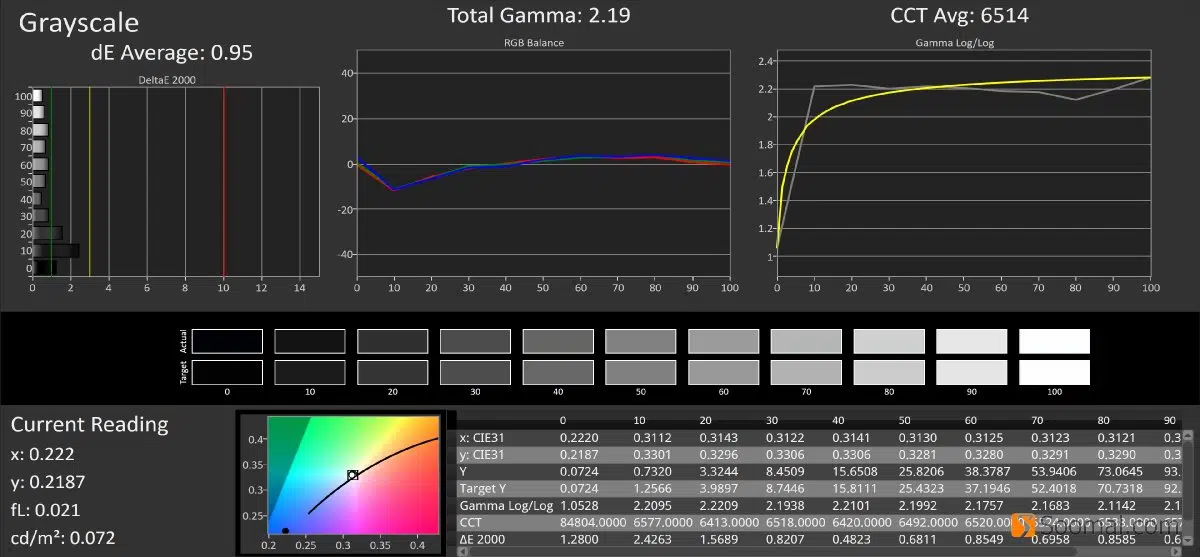 Grayscale
dE Average: 0.95
DeltaE 2000
100
90
80
70
60
50
40
30
20
10
0
0 2 4 6 8 10 12 14
Total Gamma: 2.19
RGB Balance
40
20
0
-20
-40
0 10 20 30 40 50 60 70 80 90 100
CCT Avg: 6514
Gamma Log/Log
2.4
2.2
2
1.8
1.6
1.4
1.2
1
0 10 20 30 40 50 60 70 80 90 100
Actual
Target
0 10 20 30 40 50 60 70 80 90 100
Current Reading
x: 0.222
y: 0.2187
fL: 0.021
cd/m²: 0.072
0.4
0.35
0.3
0.25
0.2 0.25 0.3 0.35 0.4
0 10 20 30 40 50 60 70 80 90
x: CIE31 0.2220 0.3112 0.3143 0.3122 0.3141 0.3130 0.3125 0.3123 0.3121 0.3
y: CIE31 0.2187 0.3301 0.3296 0.3306 0.3306 0.3281 0.3280 0.3291 0.3290 0.3
Y 0.0724 0.7320 3.3244 8.4509 15.6508 25.8206 38.3787 53.9406 73.0645 93.
Target Y 0.0724 1.2566 3.9897 8.7446 15.8111 25.4323 37.1946 52.4018 70.7318 92.
Gamma Log/Log 1.0528 2.2095 2.2209 2.1938 2.2101 2.1992 2.1757 2.1683 2.1142 2.1
CCT 84804.0000 6577.0000 6413.0000 6518.0000 6420.0000 6492.0000 6520.00
ΔE 2000 1.2800 2.4263 1.5689 0.8207 0.4823 0.6811 0.8549 0.6958 0.8585 0.6